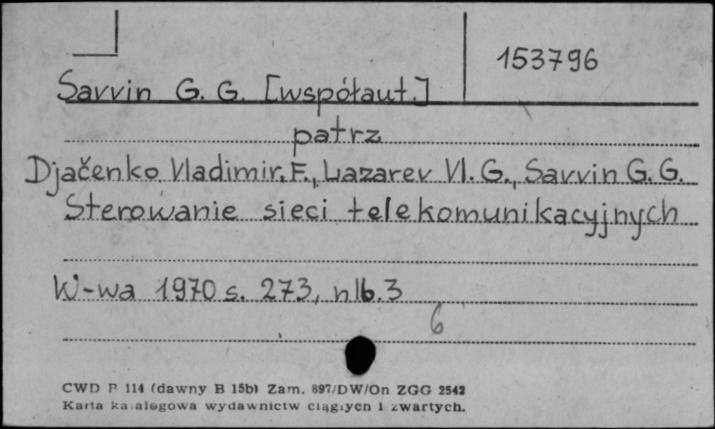 153796
Savvin G. G. [współaut.]
patrz
Djačenko Vladimir, F., Lazarev Vl. G., Savvin G. G.
Sterowanie sieci telekomunikacyjnych
W-wa 1970 s. 273, nlb. 3
6
CWD P 114 (dawny B 15b) Zam. 897/DW/On ZGG 2542
Karta katalogowa wydawnictw ciągłych i zwartych.